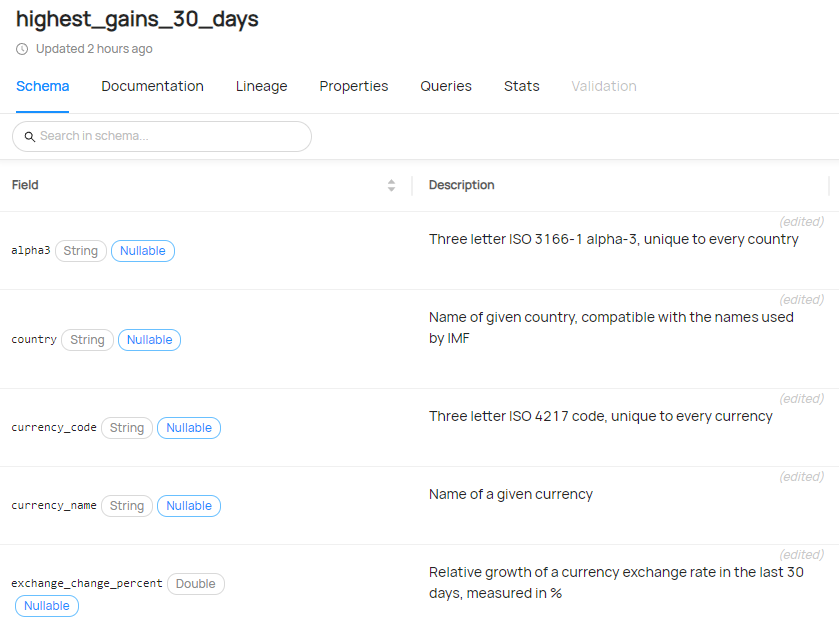 highest_gains_30_days
Updated 2 hours ago
Schema Documentation Lineage Properties Queries Stats Validation
Search in schema...
Field Description
(edited)
alpha3 String Nullable Three letter ISO 3166-1 alpha-3, unique to every country
(edited)
Name of given country, compatible with the names used
country String Nullable by IMF
(edited)
currency_code String Nullable Three letter ISO 4217 code, unique to every currency
(edited)
currency_name String Nullable Name of a given currency
(edited)
exchange_change_percent Double Relative growth of a currency exchange rate in the last 30
Nullable days, measured in %